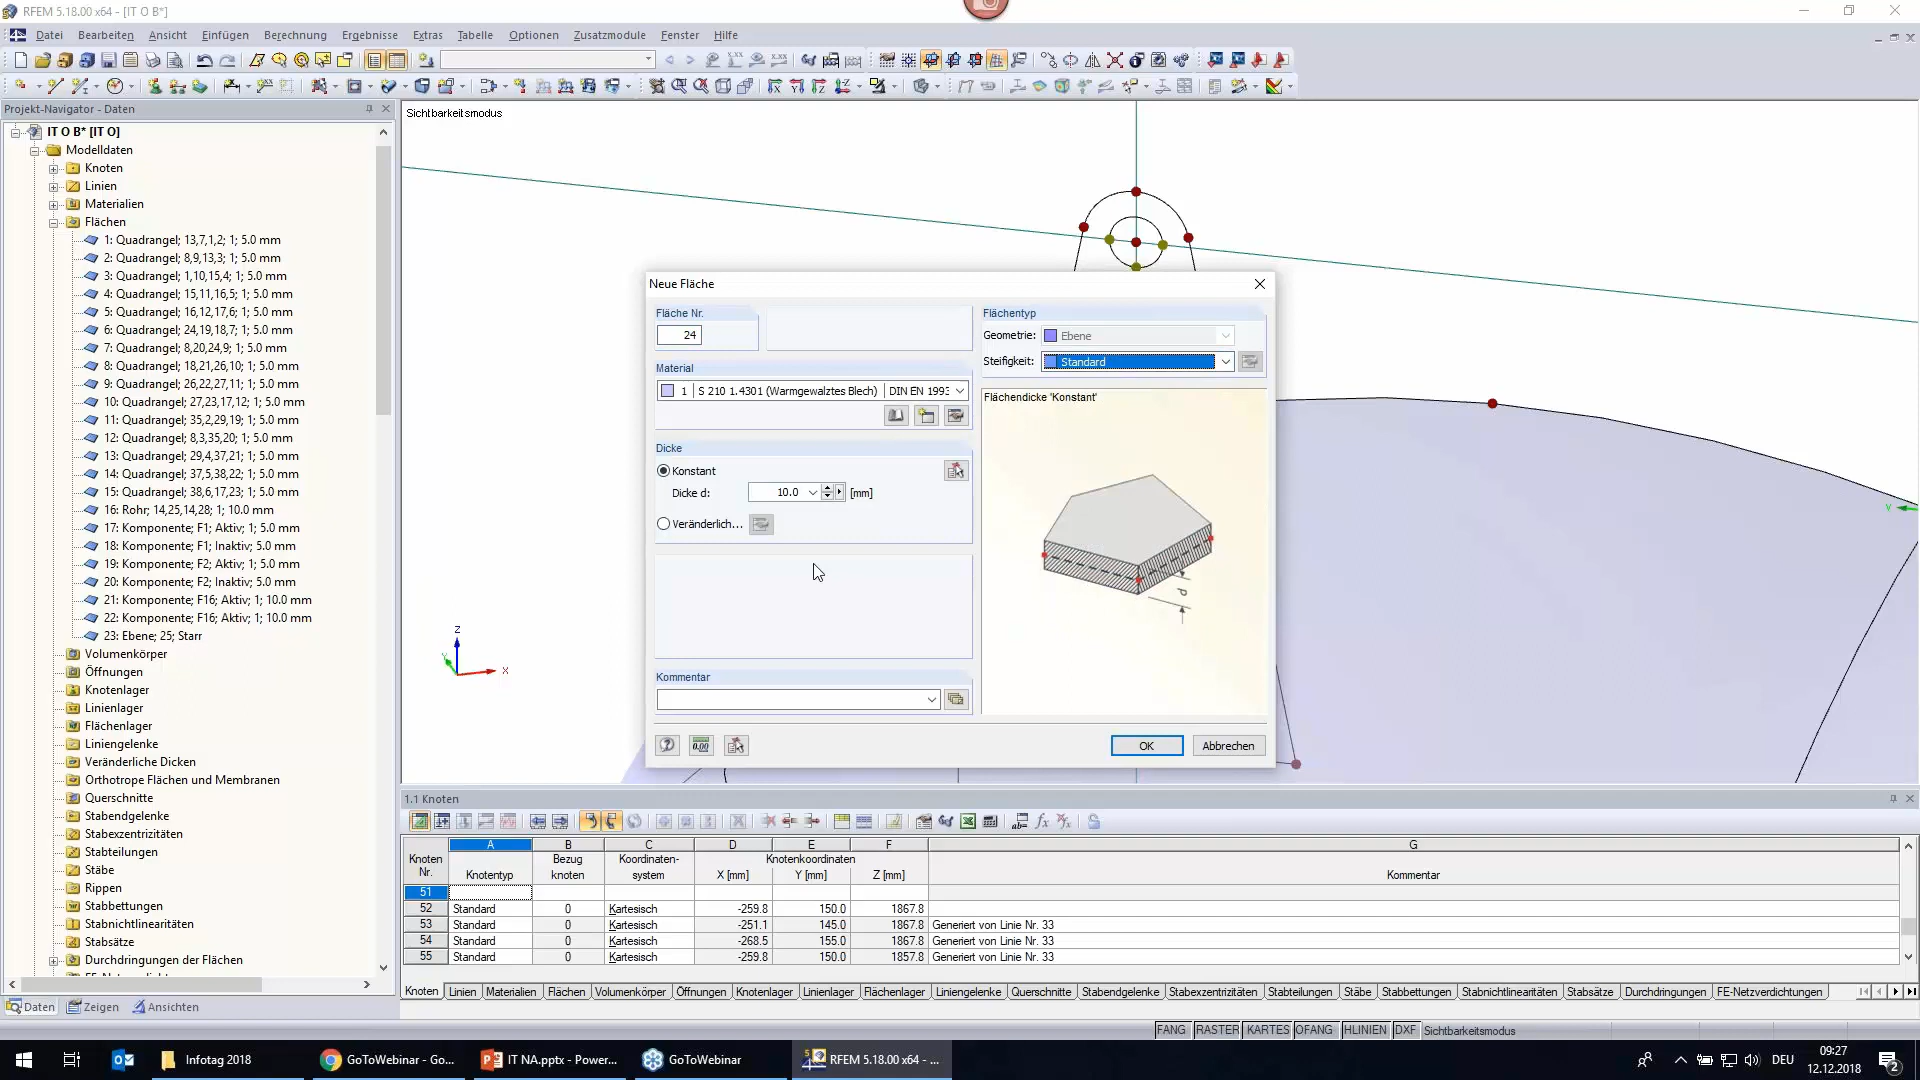 RFEM 5.18.00 x64 - [IT O B*]
Datei Bearbeiten Ansicht Einfügen Berechnung Ergebnisse Extras Tabelle Optionen Zusatzmodule Fenster Hilfe
Projekt-Navigator - Daten
IT O B* [IT O]
Modelldaten
Knoten
Linien
Materialien
Flächen
1: Quadrangel; 13,7,1,2; 1; 5.0 mm
2: Quadrangel; 8,9,13,3; 1; 5.0 mm
3: Quadrangel; 1,10,15,4; 1; 5.0 mm
4: Quadrangel; 15,11,16,5; 1; 5.0 mm
5: Quadrangel; 16,12,17,6; 1; 5.0 mm
6: Quadrangel; 24,19,18,7; 1; 5.0 mm
7: Quadrangel; 8,20,24,9; 1; 5.0 mm
8: Quadrangel; 18,21,26,10; 1; 5.0 mm
9: Quadrangel; 26,22,27,11; 1; 5.0 mm
10: Quadrangel; 27,23,17,12; 1; 5.0 mm
11: Quadrangel; 35,2,29,19; 1; 5.0 mm
12: Quadrangel; 8,3,35,20; 1; 5.0 mm
13: Quadrangel; 29,4,37,21; 1; 5.0 mm
14: Quadrangel; 37,5,38,22; 1; 5.0 mm
15: Quadrangel; 38,6,17,23; 1; 5.0 mm
16: Rohr; 14,25,14,28; 1; 10.0 mm
17: Komponente; F1; Aktiv; 1; 5.0 mm
18: Komponente; F1; Inaktiv; 5.0 mm
19: Komponente; F2; Aktiv; 1; 5.0 mm
20: Komponente; F2; Inaktiv; 5.0 mm
21: Komponente; F16; Aktiv; 1; 10.0 mm
22: Komponente; F16; Aktiv; 1; 10.0 mm
23: Ebene; 25; Starr
Volumenkörper
Öffnungen
Knotenlager
Linienlager
Flächenlager
Liniengelenke
Veränderliche Dicken
Orthotrope Flächen und Membranen
Querschnitte
Stabendgelenke
Stabexzentrizitäten
Stabteilungen
Stäbe
Rippen
Stabbettungen
Stabnichtlinearitäten
Stabsätze
Durchdringungen der Flächen
Daten Zeigen Ansichten
Sichtbarkeitsmodus
Z
X
Y
Neue Fläche
Fläche Nr.
24
Material
1 S 210 1.4301 (Warmgewalztes Blech) DIN EN 1993
Dicke
Konstant
Dicke d: 10.0 [mm]
Veränderlich...
Kommentar
Flächentyp
Geometrie: Ebene
Steifigkeit: Standard
Flächendicke 'Konstant'
d
0.00
OK Abbrechen
1.1 Knoten
A B C D E F G
Knoten Bezug Koordinaten- Knotenkoordinaten
Nr. Knotentyp knoten system X [mm] Y [mm] Z [mm] Kommentar
51
52 Standard 0 Kartesisch -259.8 150.0 1867.8
53 Standard 0 Kartesisch -251.1 145.0 1867.8 Generiert von Linie Nr. 33
54 Standard 0 Kartesisch -268.5 155.0 1867.8 Generiert von Linie Nr. 33
55 Standard 0 Kartesisch -259.8 150.0 1857.8 Generiert von Linie Nr. 33
Knoten Linien Materialien Flächen Volumenkörper Öffnungen Knotenlager Linienlager Flächenlager Liniengelenke Querschnitte Stabendgelenke Stabexzentrizitäten Stabteilungen Stäbe Stabbettungen Stabnichtlinearitäten Stabsätze Durchdringungen FE-Netzverdichtungen
FANG RASTER KARTES OFANG HLINIEN DXF Sichtbarkeitsmodus
Infotag 2018 GoToWebinar - Go... IT NA.pptx - Power... GoToWebinar RFEM 5.18.00 x64 - ... DEU
09:27
12.12.2018
2